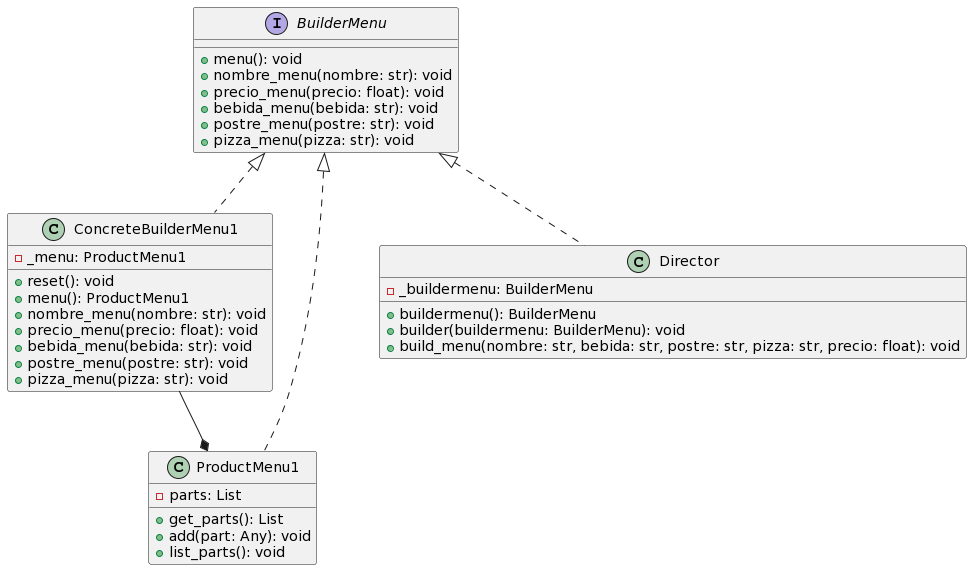 I BuilderMenu
menu(): void
nombre_menu(nombre: str): void
precio_menu(precio: float): void
bebida_menu(bebida: str): void
postre_menu(postre: str): void
pizza_menu(pizza: str): void
C ConcreteBuilderMenu1
_menu: ProductMenu1
reset(): void
menu(): ProductMenu1
nombre_menu(nombre: str): void
precio_menu(precio: float): void
bebida_menu(bebida: str): void
postre_menu(postre: str): void
pizza_menu(pizza: str): void
C Director
_buildermenu: BuilderMenu
buildermenu(): BuilderMenu
builder(buildermenu: BuilderMenu): void
build_menu(nombre: str, bebida: str, postre: str, pizza: str, precio: float): void
C ProductMenu1
parts: List
get_parts(): List
add(part: Any): void
list_parts(): void